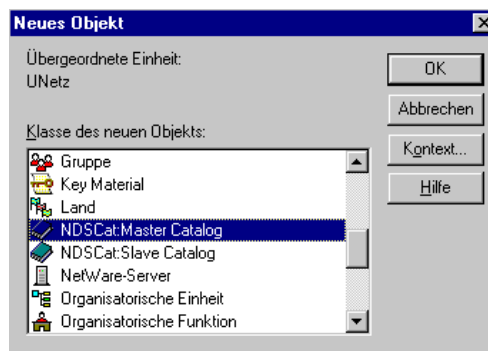 Neues Objekt
Übergeordnete Einheit:
UNetz
OK
Abbrechen
Kontext...
Hilfe
Klasse des neuen Objekts:
Gruppe
Key Material
Land
NDSCat:Master Catalog
NDSCat:Slave Catalog
NetWare-Server
Organisatorische Einheit
Organisatorische Funktion